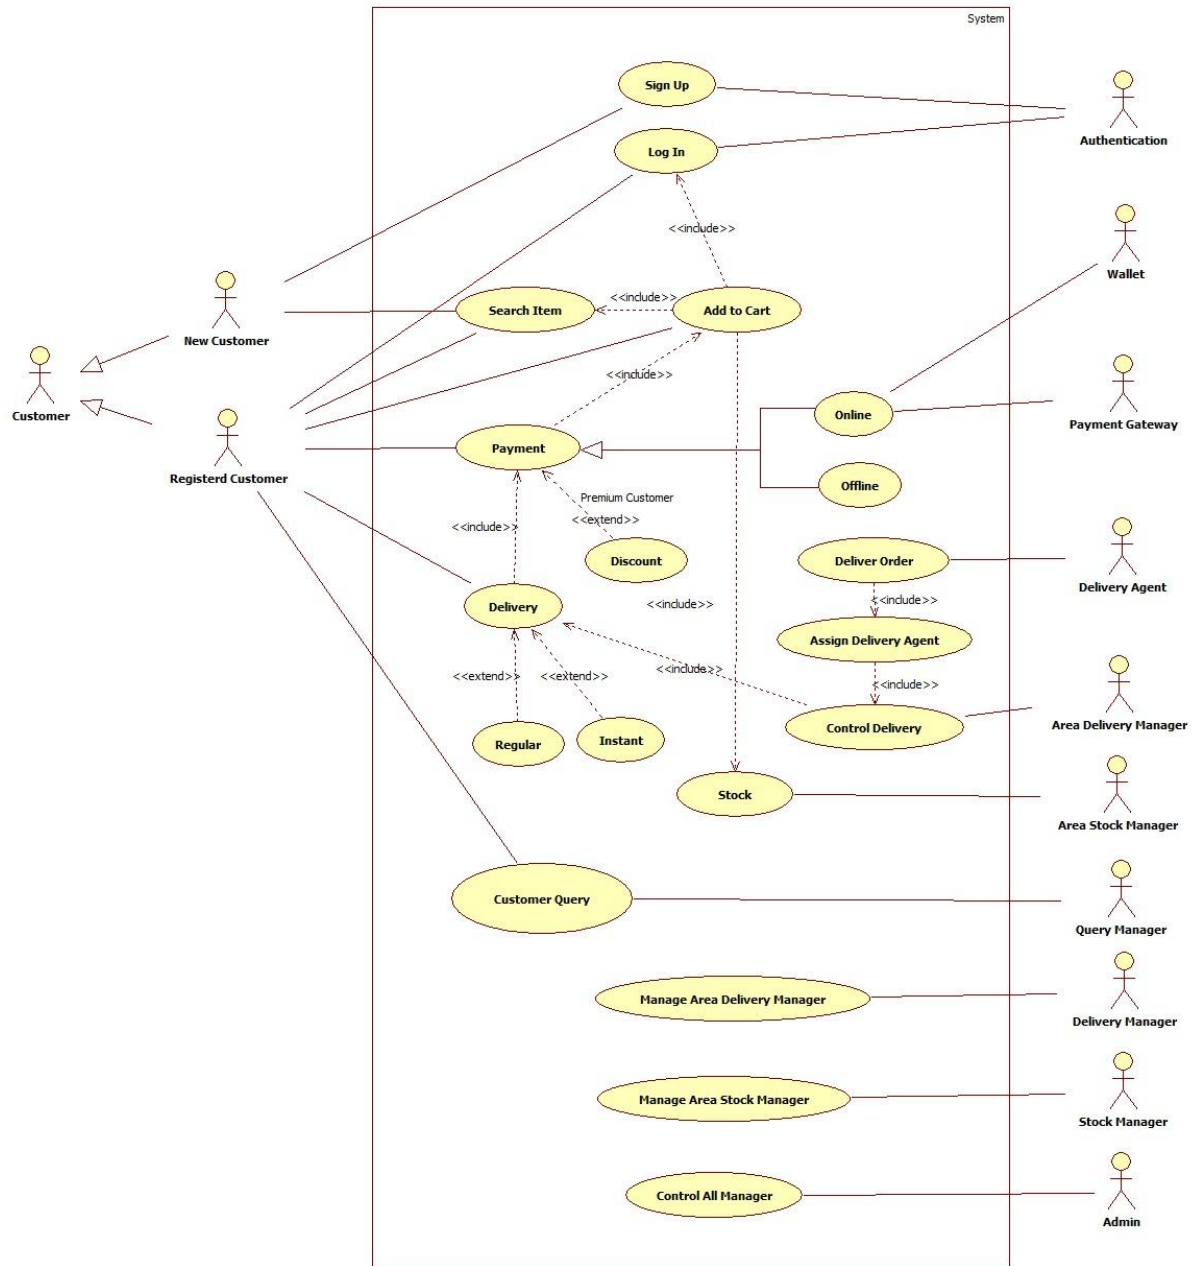 System
Sign Up
Authentication
Log In
<<include>>
Wallet
Search Item
<<include>>
Add to Cart
New Customer
Customer
<<include>>
Online
Payment Gateway
Registerd Customer
Payment
Offline
Premium Customer
<<extend>>
<<include>>
Discount
Deliver Order
Delivery Agent
Delivery
<<include>>
<<include>>
Assign Delivery Agent
<<extend>>
<<extend>>
<<include>>
<<include>>
Regular
Instant
Control Delivery
Area Delivery Manager
Stock
Area Stock Manager
Customer Query
Query Manager
Manage Area Delivery Manager
Delivery Manager
Manage Area Stock Manager
Stock Manager
Control All Manager
Admin